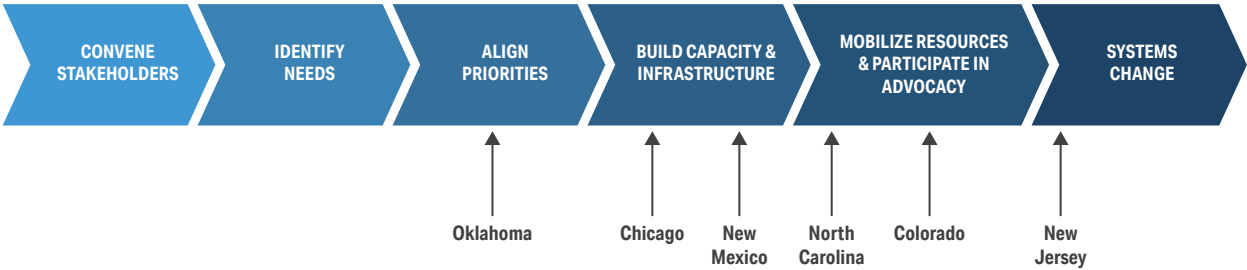 CONVENE
STAKEHOLDERS
IDENTIFY
NEEDS
ALIGN
PRIORITIES
BUILD CAPACITY &
INFRASTRUCTURE
MOBILIZE RESOURCES
& PARTICIPATE IN
ADVOCACY
SYSTEMS
CHANGE
Oklahoma
Chicago
New
Mexico
North
Carolina
Colorado
New
Jersey